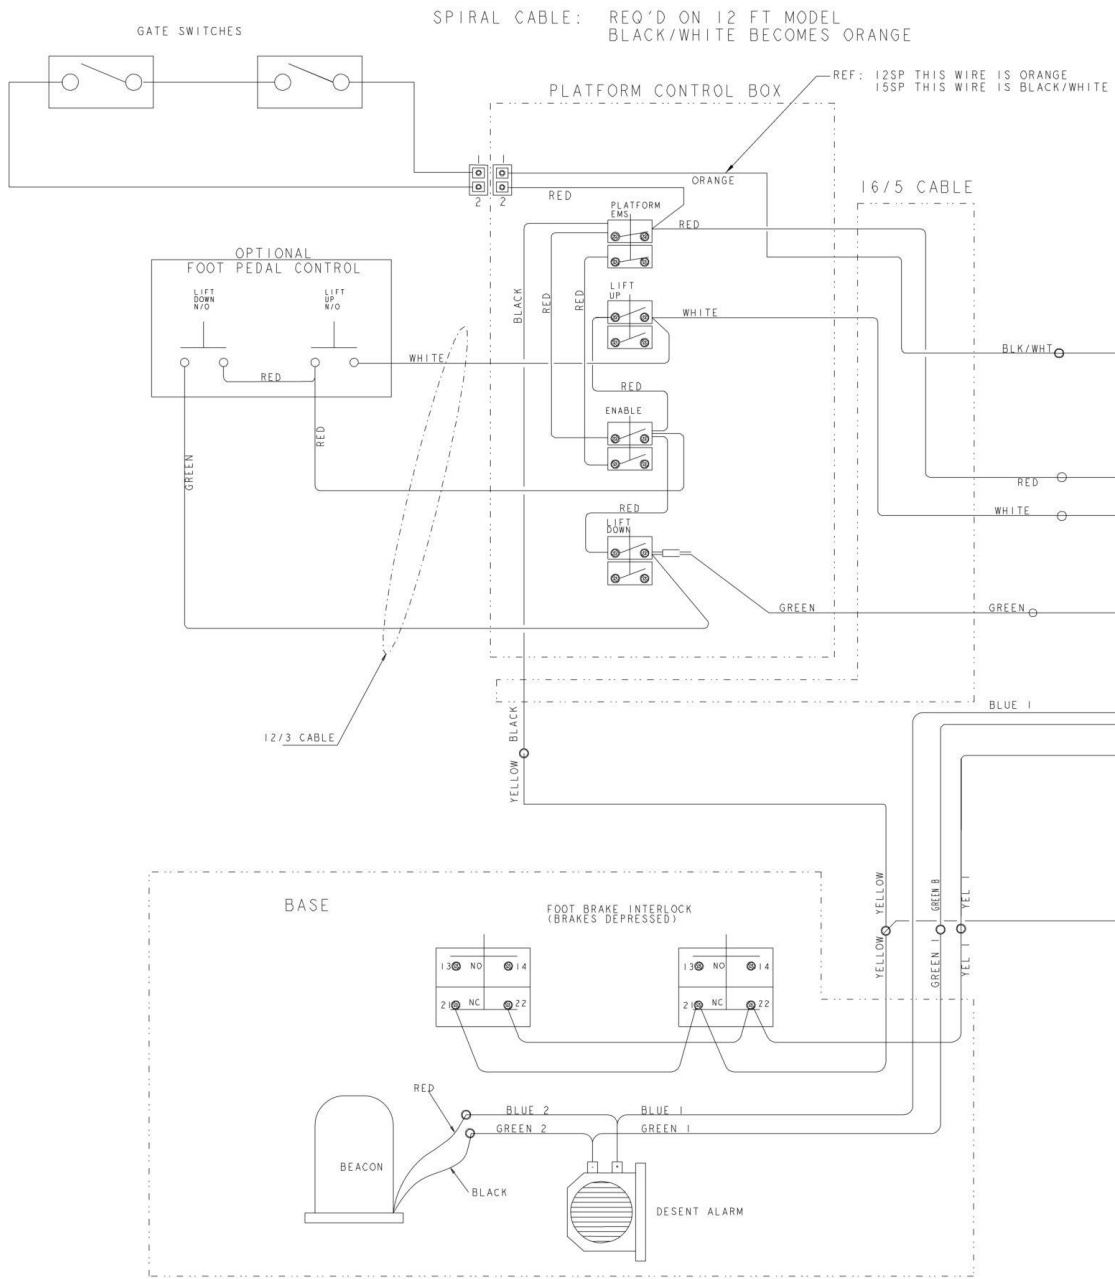 SPIRAL CABLE: REQ'D ON 12 FT MODEL
BLACK/WHITE BECOMES ORANGE
GATE SWITCHES
REF: 12SP THIS WIRE IS ORANGE
15SP THIS WIRE IS BLACK/WHITE
PLATFORM CONTROL BOX
1 1
ORANGE
16/5 CABLE
RED
2 2
PLATFORM
EMS
RED
OPTIONAL
FOOT PEDAL CONTROL
LIFT
DOWN
N/O
LIFT
UP
N/O
BLACK
RED
RED
LIFT
UP
WHITE
BLK/WHT
WHITE
RED
RED
ENABLE
RED
GREEN
RED
WHITE
RED
LIFT
DOWN
GREEN
GREEN
BLUE 1
12/3 CABLE
BLACK
YELLOW
BASE
FOOT BRAKE INTERLOCK
(BRAKES DEPRESSED)
YELLOW
GREEN B
YEL 1
YELLOW
GREEN 1
YEL 1
13 NO 14
13 NO 14
21 NC 22
21 NC 22
RED
BLUE 2
BLUE 1
GREEN 2
GREEN 1
BEACON
- +
BLACK
DESENT ALARM